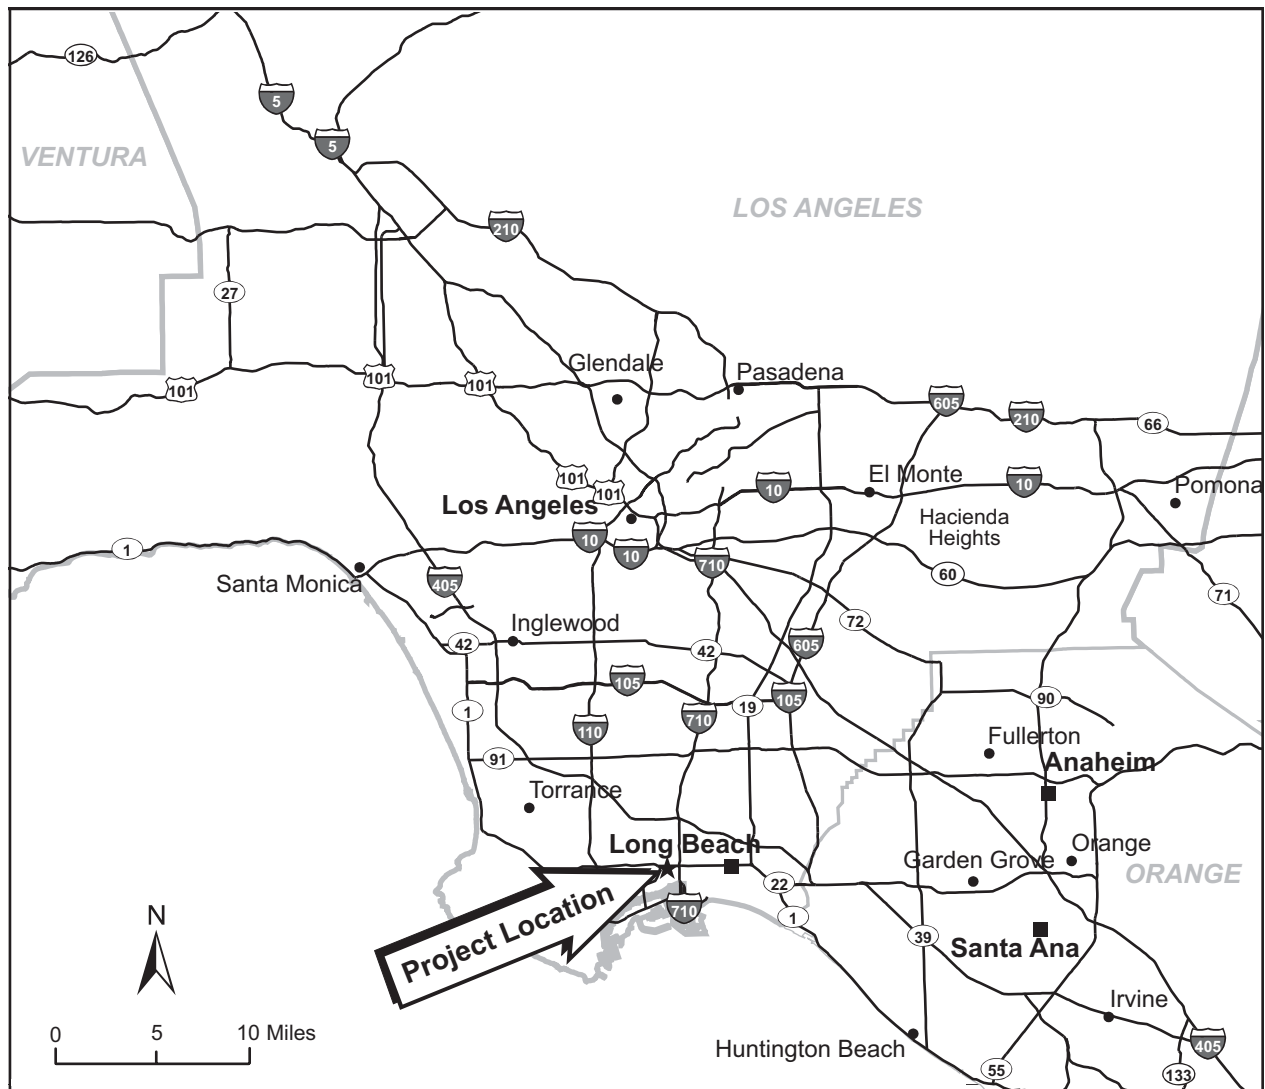 126
5
5
VENTURA
LOS ANGELES
210
27
Glendale
Pasadena
101
101
101
605
210
66
101
101
10
El Monte
10
Pomona
Los Angeles
Hacienda
Heights
10
10
1
710
60
Santa Monica
405
71
Inglewood
72
42
42
605
105
105
90
1
19
710
110
Fullerton
91
Anaheim
Torrance
Long Beach
Orange
Garden Grove
ORANGE
22
Project Location
710
1
39
N
Santa Ana
Irvine
0
5
10 Miles
Huntington Beach
405
55
133